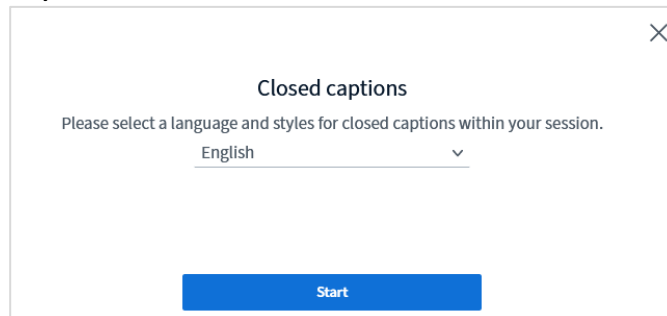 Closed captions
Please select a language and styles for closed captions within your session.
English
Start